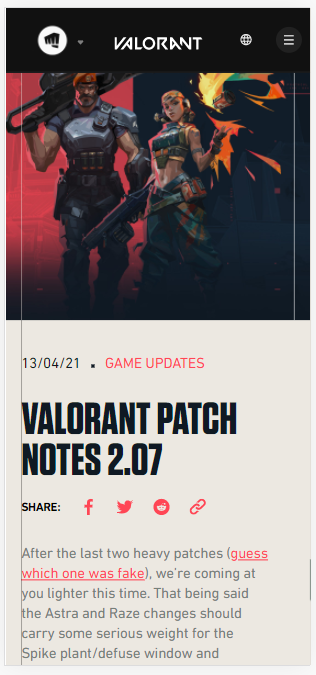 VALORANT
13/04/21 . GAME UPDATES
VALORANT PATCH
NOTES 2.07
SHARE:
After the last two heavy patches (guess
which one was fake), we're coming at
you lighter this time. That being said
the Astra and Raze changes should
carry some serious weight for the
Spike plant/defuse window and